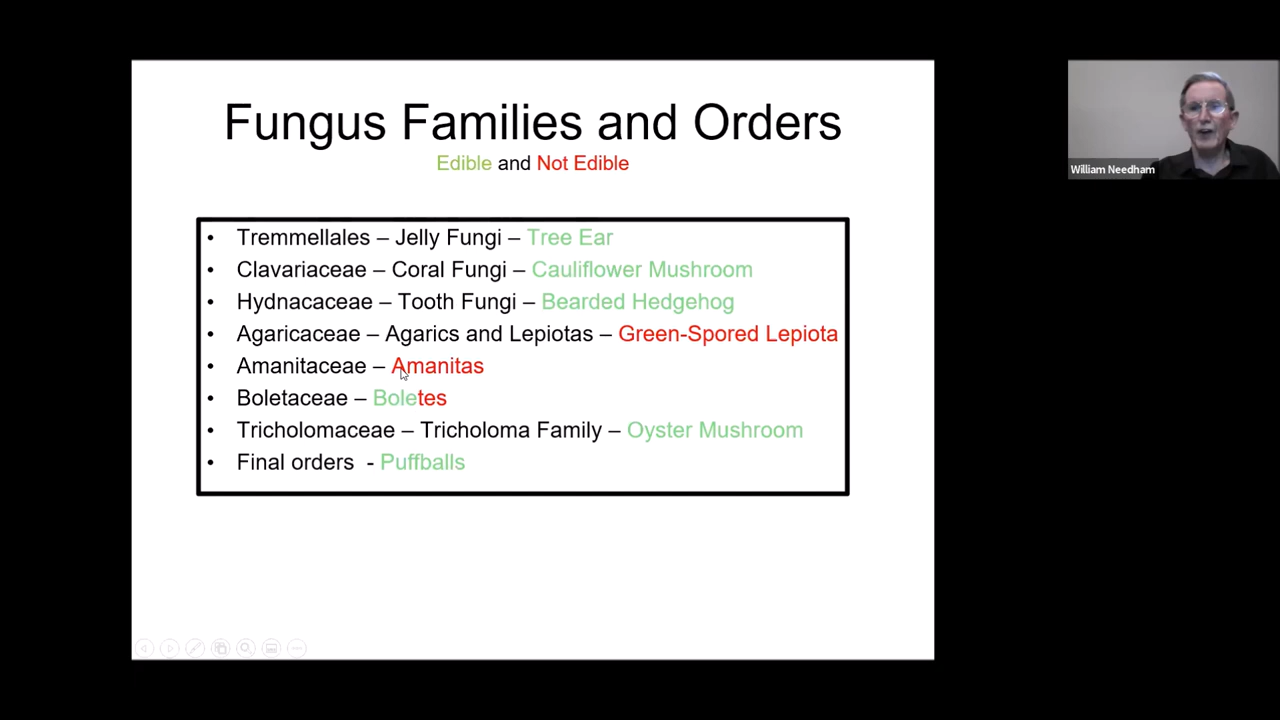 Fungus Families and Orders
Edible and Not Edible
• Tremmellales – Jelly Fungi – Tree Ear
• Clavariaceae – Coral Fungi – Cauliflower Mushroom
• Hydnacaceae – Tooth Fungi – Bearded Hedgehog
• Agaricaceae – Agarics and Lepiotas – Green-Spored Lepiota
• Amanitaceae – Amanitas
• Boletaceae – Boletes
• Tricholomaceae – Tricholoma Family – Oyster Mushroom
• Final orders - Puffballs
William Needham